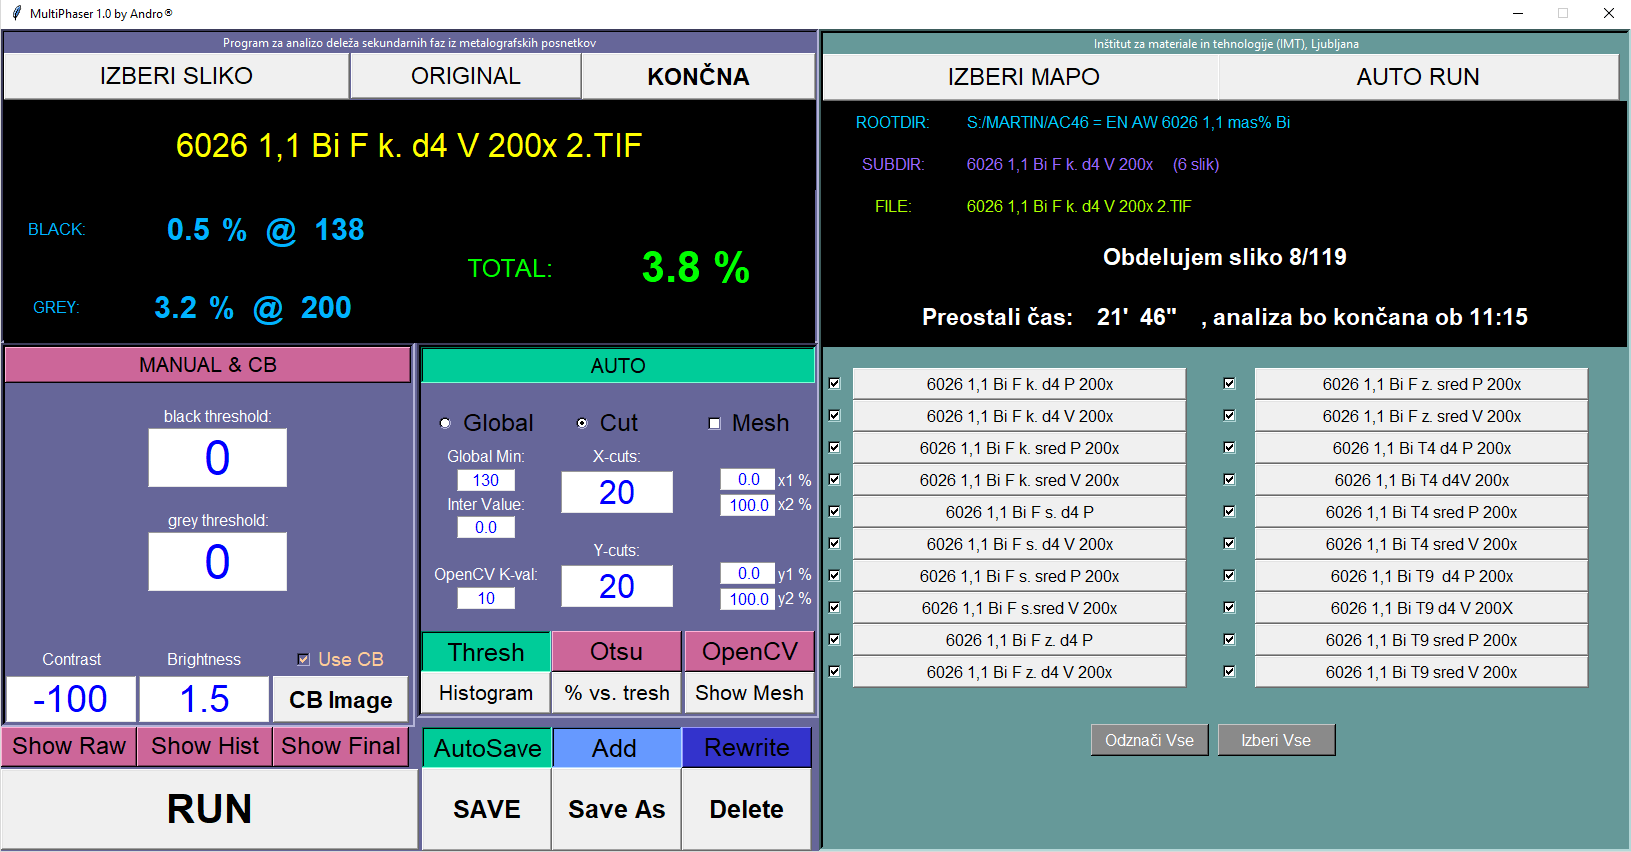 MultiPhaser 1.0 by Andro®
Program za analizo deleža sekundarnih faz iz metalografskih posnetkov
IZBERI SLIKO
ORIGINAL
KONČNA
6026 1,1 Bi F k. d4 V 200x 2.TIF
BLACK:
0.5 % @ 138
TOTAL:
3.8 %
GREY:
3.2 % @ 200
MANUAL & CB
black threshold:
0
grey threshold:
0
Contrast
Brightness
Use CB
-100
1.5
CB Image
Show Raw
Show Hist
Show Final
RUN
AUTO
Global
Cut
Mesh
Global Min:
130
Inter Value:
0.0
OpenCV K-val:
10
X-cuts:
20
Y-cuts:
20
0.0 x1 %
100.0 x2 %
0.0 y1 %
100.0 y2 %
Thresh
Otsu
OpenCV
Histogram
% vs. tresh
Show Mesh
AutoSave
Add
Rewrite
SAVE
Save As
Delete
Inštitut za materiale in tehnologije (IMT), Ljubljana
IZBERI MAPO
AUTO RUN
ROOTDIR: S:/MARTIN/AC46 = EN AW 6026 1,1 mas% Bi
SUBDIR: 6026 1,1 Bi F k. d4 V 200x (6 slik)
FILE: 6026 1,1 Bi F k. d4 V 200x 2.TIF
Obdelujem sliko 8/119
Preostali čas: 21' 46" , analiza bo končana ob 11:15
6026 1,1 Bi F k. d4 P 200x
6026 1,1 Bi F k. d4 V 200x
6026 1,1 Bi F k. sred P 200x
6026 1,1 Bi F k. sred V 200x
6026 1,1 Bi F s. d4 P
6026 1,1 Bi F s. d4 V 200x
6026 1,1 Bi F s. sred P 200x
6026 1,1 Bi F s.sred V 200x
6026 1,1 Bi F z. d4 P
6026 1,1 Bi F z. d4 V 200x
6026 1,1 Bi F z. sred P 200x
6026 1,1 Bi F z. sred V 200x
6026 1,1 Bi T4 d4 P 200x
6026 1,1 Bi T4 d4V 200x
6026 1,1 Bi T4 sred P 200x
6026 1,1 Bi T4 sred V 200x
6026 1,1 Bi T9  d4 P 200x
6026 1,1 Bi T9 d4 V 200X
6026 1,1 Bi T9 sred P 200x
6026 1,1 Bi T9 sred V 200x
Odznači Vse
Izberi Vse